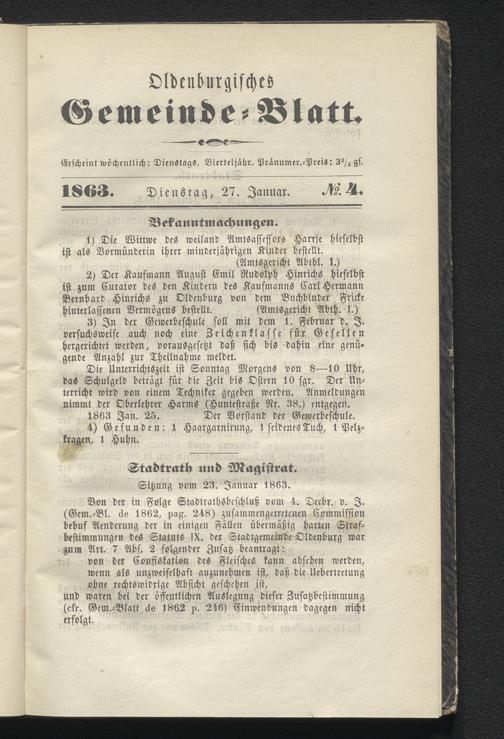 Oldenburgisches
Gemeinde-Blatt.
Erscheint wöchentlich: Dienstags. Vierteljähr. Pränumer.-Preis: 3¾ gs.
1863. Dienstag, 27. Januar. № 4.
Bekanntmachungen.
1) Die Wittwe des weiland Amtsassessors Harrse hieselbst
ist als Vormünderin ihrer minderjährigen Kinder bestellt.
(Amtsgericht Abthl. I.)
2) Der Kaufmann August Emil Rudolph Hinrichs hieselbst
ist zum Curator des den Kindern des Kaufmanns Carl Hermann
Bernhard Hinrichs zu Oldenburg von dem Buchbinder Fricke
hinterlassenen Vermögens bestellt. (Amtsgericht Abth. I.)
3) In der Gewerbeschule soll mit dem 1. Februar d. J.
versuchsweise auch noch eine Zeichenklasse für Gesellen
hergerichtet werden, vorausgesetzt daß sich bis dahin eine genü-
gende Anzahl zur Theilnahme meldet.
Die Unterrichtszeit ist Sonntag Morgens von 8—10 Uhr,
das Schulgeld beträgt für die Zeit bis Ostern 10 sgr. Der Un-
terricht wird von einem Techniker gegeben werden. Anmeldungen
nimmt der Oberlehrer Harms (Huntestraße Nr. 38.) entgegen.
1863 Jan. 25. Der Vorstand der Gewerbeschule.
4) Gefunden: 1 Haargarnirung, 1 seidenes Tuch, 1 Pelz-
kragen, 1 Huhn.
Stadtrath und Magistrat.
Sitzung vom 23. Januar 1863.
Von der in Folge Stadtrathsbeschluß vom 4. Decbr. v. J.
(Gem.-Bl. de 1862, pag. 248) zusammengetretenen Commission
behuf Aenderung der in einigen Fällen übermäßig harten Straf-
bestimmungen des Statuts IX. der Stadtgemeinde Oldenburg war
zum Art. 7 Abs. 2 folgender Zusatz beantragt:
von der Confiskation des Fleisches kann absehen werden,
wenn als unzweifelhaft anzunehmen ist, daß die Uebertretung
ohne rechtswidrige Absicht geschehen ist,
und waren bei der öffentlichen Auslegung dieser Zusatzbestimmung
(cfr. Gem.-Blatt de 1862 p. 246) Einwendungen dagegen nicht
erfolgt.